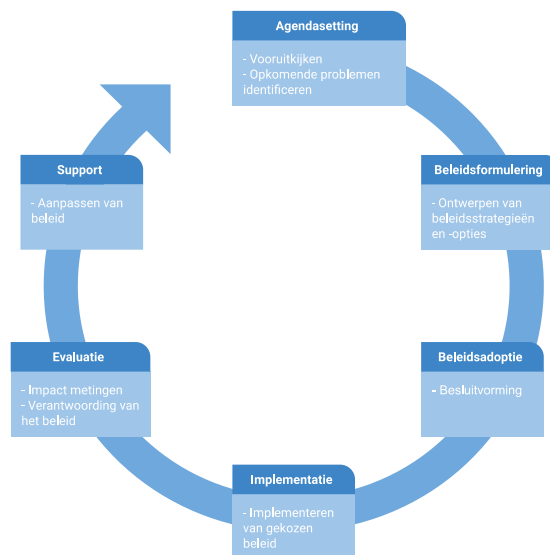 Agendasetting
- Vooruitkijken
- Opkomende problemen
identificeren
Beleidsformulering
- Ontwerpen van
beleidsstrategieën
en -opties
Beleidsadoptie
- Besluitvorming
Implementatie
- Implementeren
van gekozen
beleid
Evaluatie
- Impact metingen
- Verantwoording van
het beleid
Support
- Aanpassen van
beleid